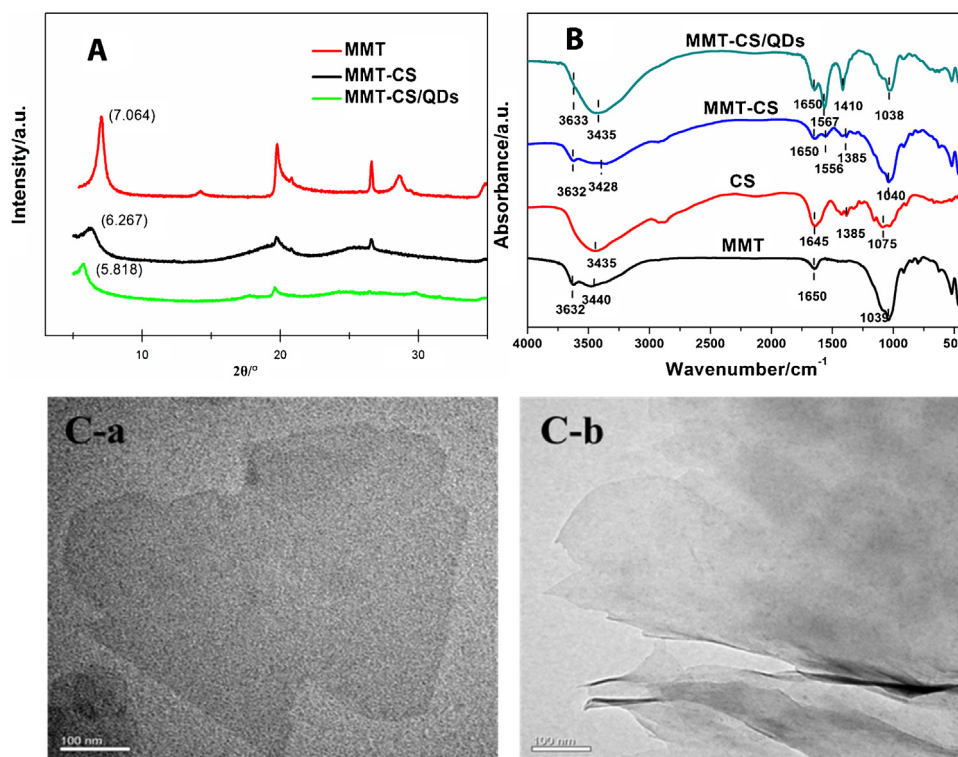 A
MMT
MMT-CS
MMT-CS/QDs
(7.064)
(6.267)
(5.818)
Intensity/a.u.
10
20
30
2θ/°
B
MMT-CS/QDs
1650
1410
1038
3633
3435
1567
MMT-CS
1650
1385
1556
1040
3632
3428
CS
1645
1385
1075
3435
MMT
3440
3632
1650
1039
Absorbance/a.u.
4000
3500
3000
2500
2000
1500
1000
500
Wavenumber/cm⁻¹
C-a
100 nm
C-b
100 nm